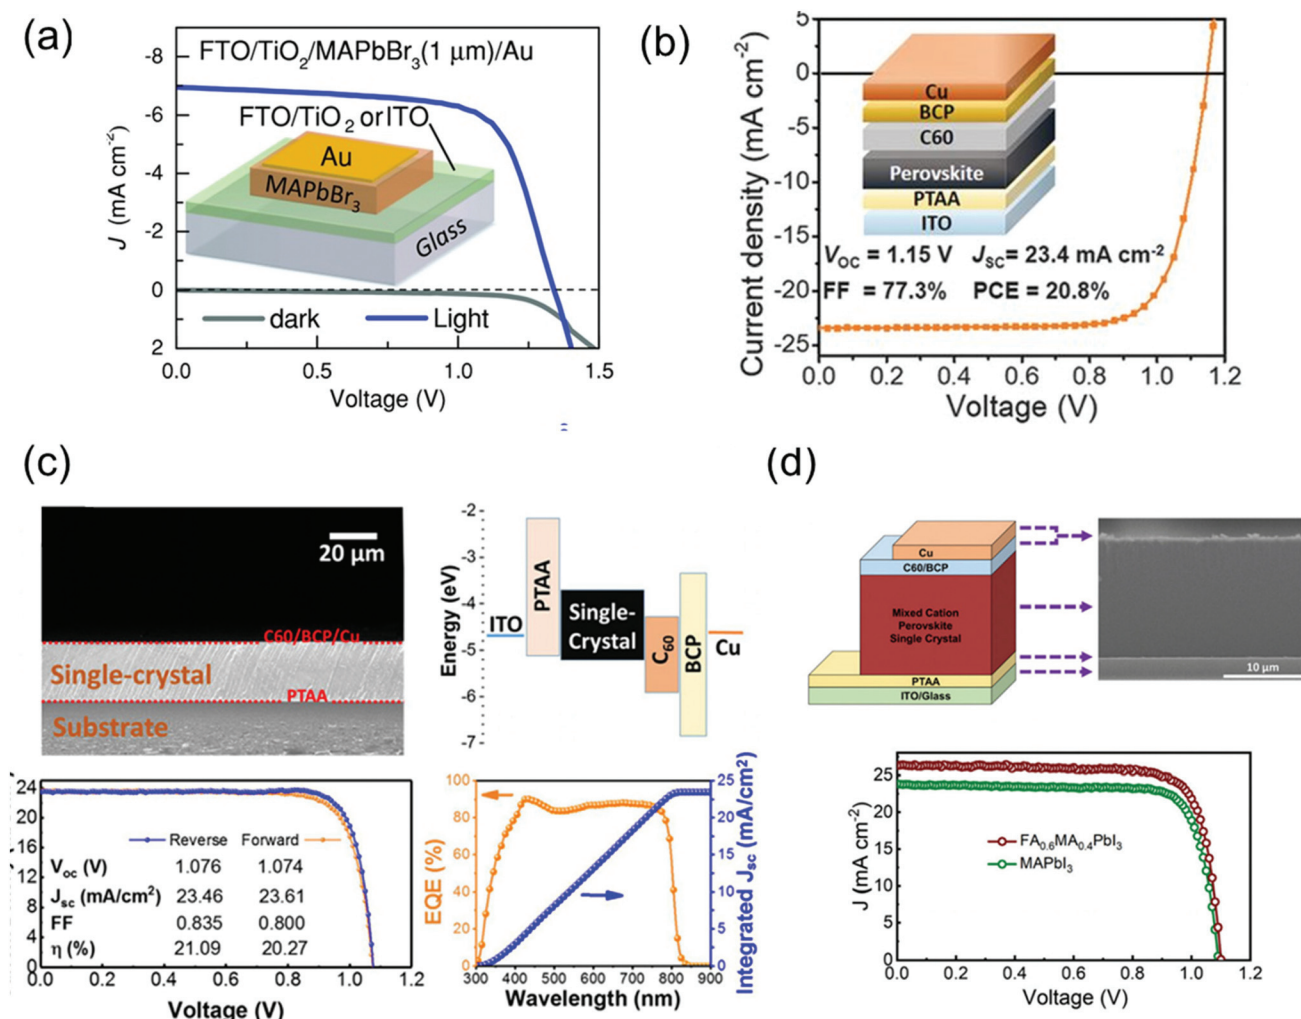 (a)
FTO/TiO₂/MAPbBr₃(1 μm)/Au
FTO/TiO₂ or ITO
Au
MAPbBr₃
Glass
dark
Light
J (mA cm⁻²)
-8
-6
-4
-2
0
2
0.0 0.5 1.0 1.5
Voltage (V)
(b)
Cu
BCP
C60
Perovskite
PTAA
ITO
V_OC = 1.15 V J_SC = 23.4 mA cm⁻²
FF = 77.3% PCE = 20.8%
Current density (mA cm⁻²)
5
0
-5
-10
-15
-20
-25
0.0 0.2 0.4 0.6 0.8 1.0 1.2
Voltage (V)
(c)
20 μm
C60/BCP/Cu
Single-crystal
PTAA
Substrate
Energy (eV)
-2
-3
-4
-5
-6
-7
ITO
PTAA
Single-
Crystal
C₆₀
BCP
Cu
24
20
16
12
8
4
0
Reverse Forward
V_oc (V) 1.076 1.074
J_sc (mA/cm²) 23.46 23.61
FF 0.835 0.800
η (%) 21.09 20.27
0.0 0.2 0.4 0.6 0.8 1.0 1.2
Voltage (V)
EQE (%)
100
80
60
40
20
0
Integrated J_sc (mA/cm²)
25
20
15
10
5
0
300 400 500 600 700 800 900
Wavelength (nm)
(d)
Cu
C60/BCP
Mixed Cation
Perovskite
Single Crystal
PTAA
ITO/Glass
10 μm
J (mA cm⁻²)
25
20
15
10
5
0
FA₀.₆MA₀.₄PbI₃
MAPbI₃
0.0 0.2 0.4 0.6 0.8 1.0 1.2
Voltage (V)